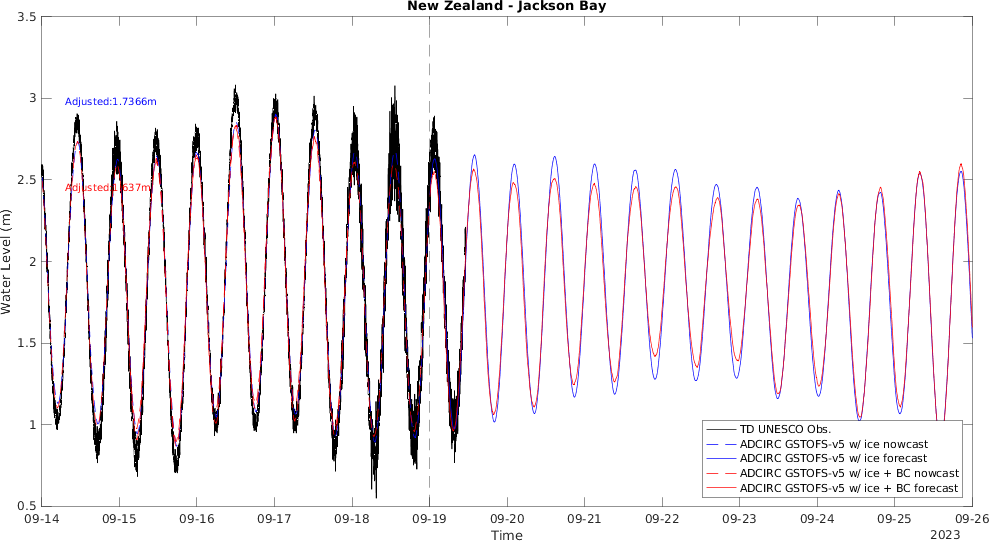 New Zealand - Jackson Bay
3.5
3
2.5
2
1.5
1
0.5
Water Level (m)
Adjusted:1.7366m
Adjusted:1.637m
TD UNESCO Obs.
ADCIRC GSTOFS-v5 w/ ice nowcast
ADCIRC GSTOFS-v5 w/ ice forecast
ADCIRC GSTOFS-v5 w/ ice + BC nowcast
ADCIRC GSTOFS-v5 w/ ice + BC forecast
09-14 09-15 09-16 09-17 09-18 09-19 09-20 09-21 09-22 09-23 09-24 09-25 09-26
Time
2023